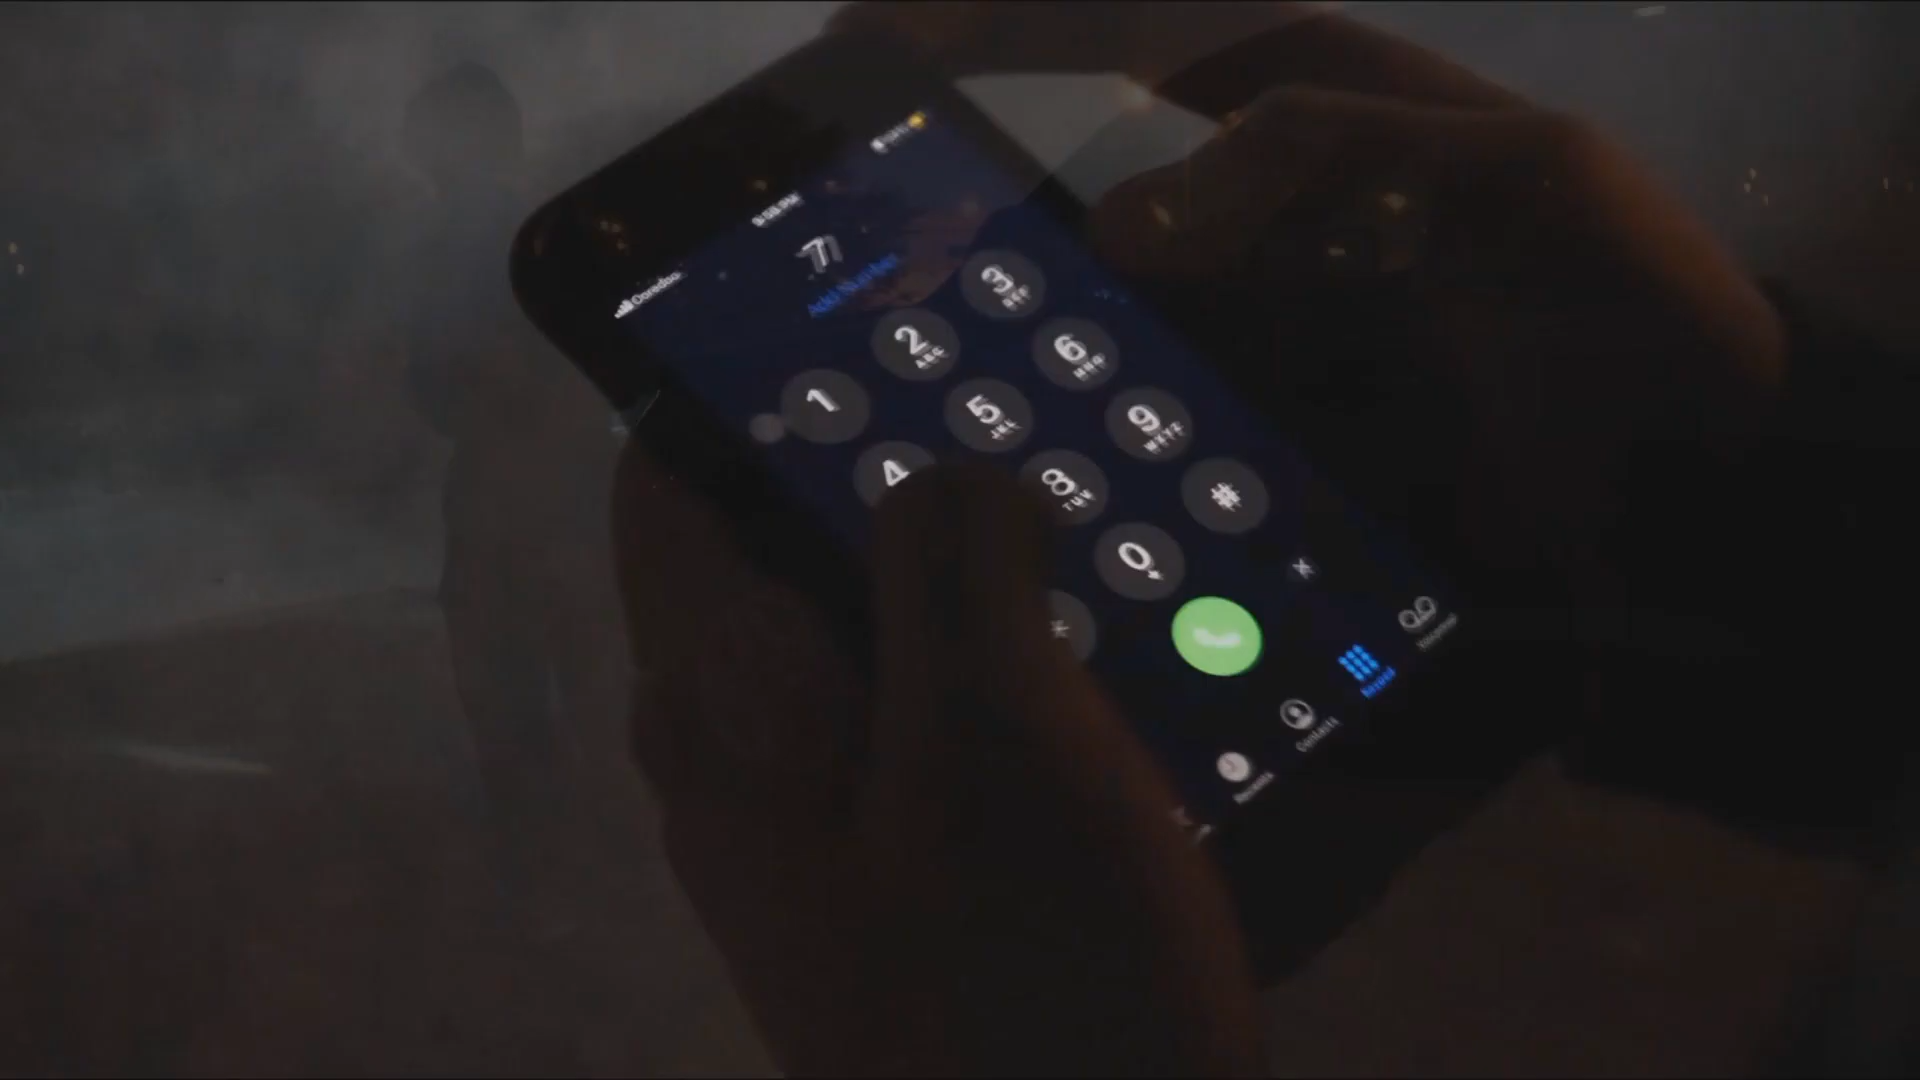 Ooredoo
Add Number
1
2
ABC
3
DEF
4
5
JKL
6
MNO
8
TUV
9
WXYZ
*
0
+
#
Recents
Contacts
Keypad
Voicemail